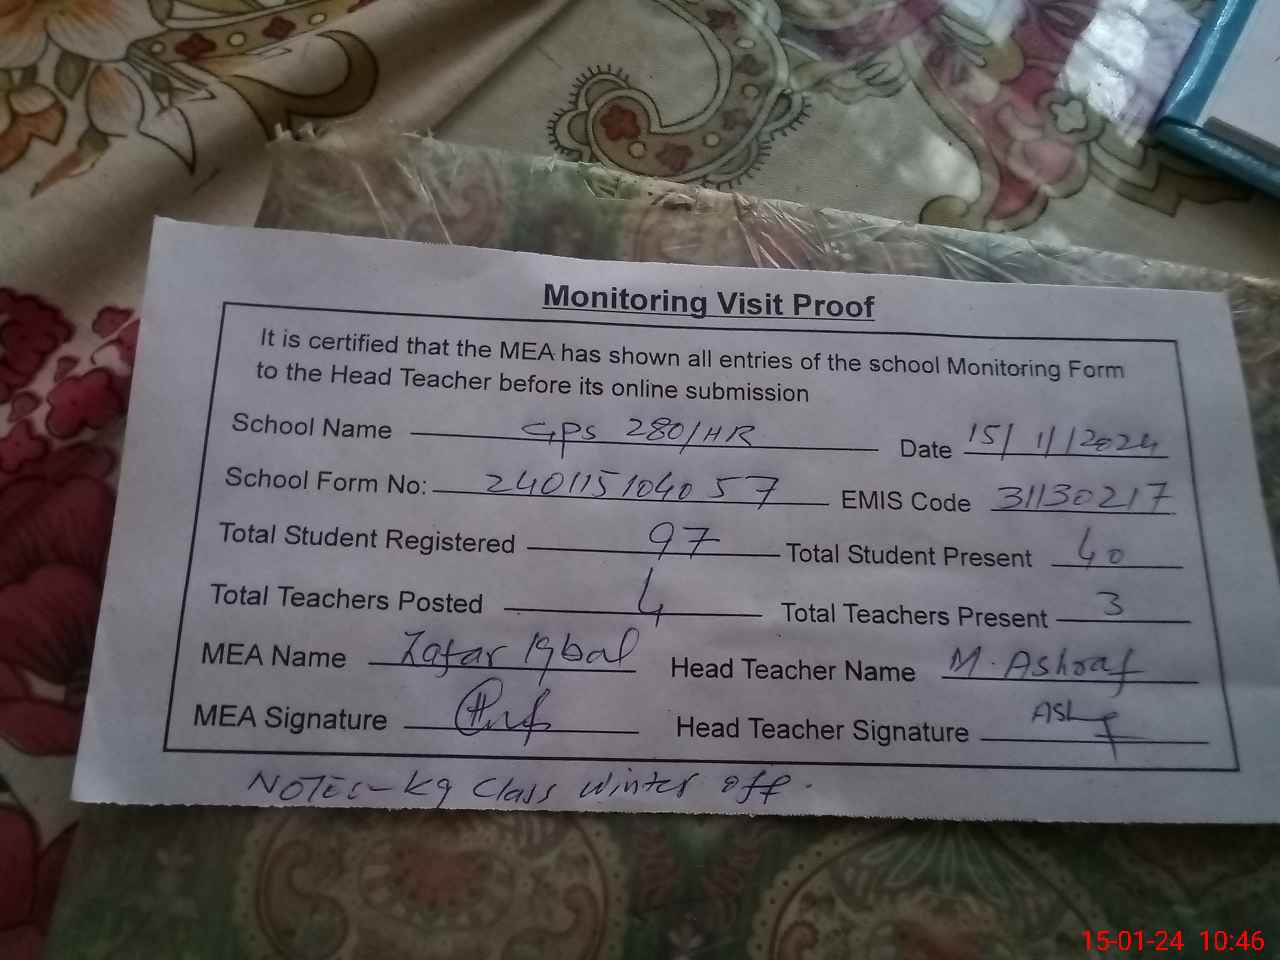 Monitoring Visit Proof
It is certified that the MEA has shown all entries of the school Monitoring Form
to the Head Teacher before its online submission
School Name GPS 280/HR Date 15/1/2024
School Form No: 240115104057 EMIS Code 31130217
Total Student Registered 97 Total Student Present 40
Total Teachers Posted 4 Total Teachers Present 3
MEA Name Zafar Iqbal Head Teacher Name M. Ashraf
MEA Signature Head Teacher Signature
NOTE:- Kg Class Winter off.
15-01-24 10:46